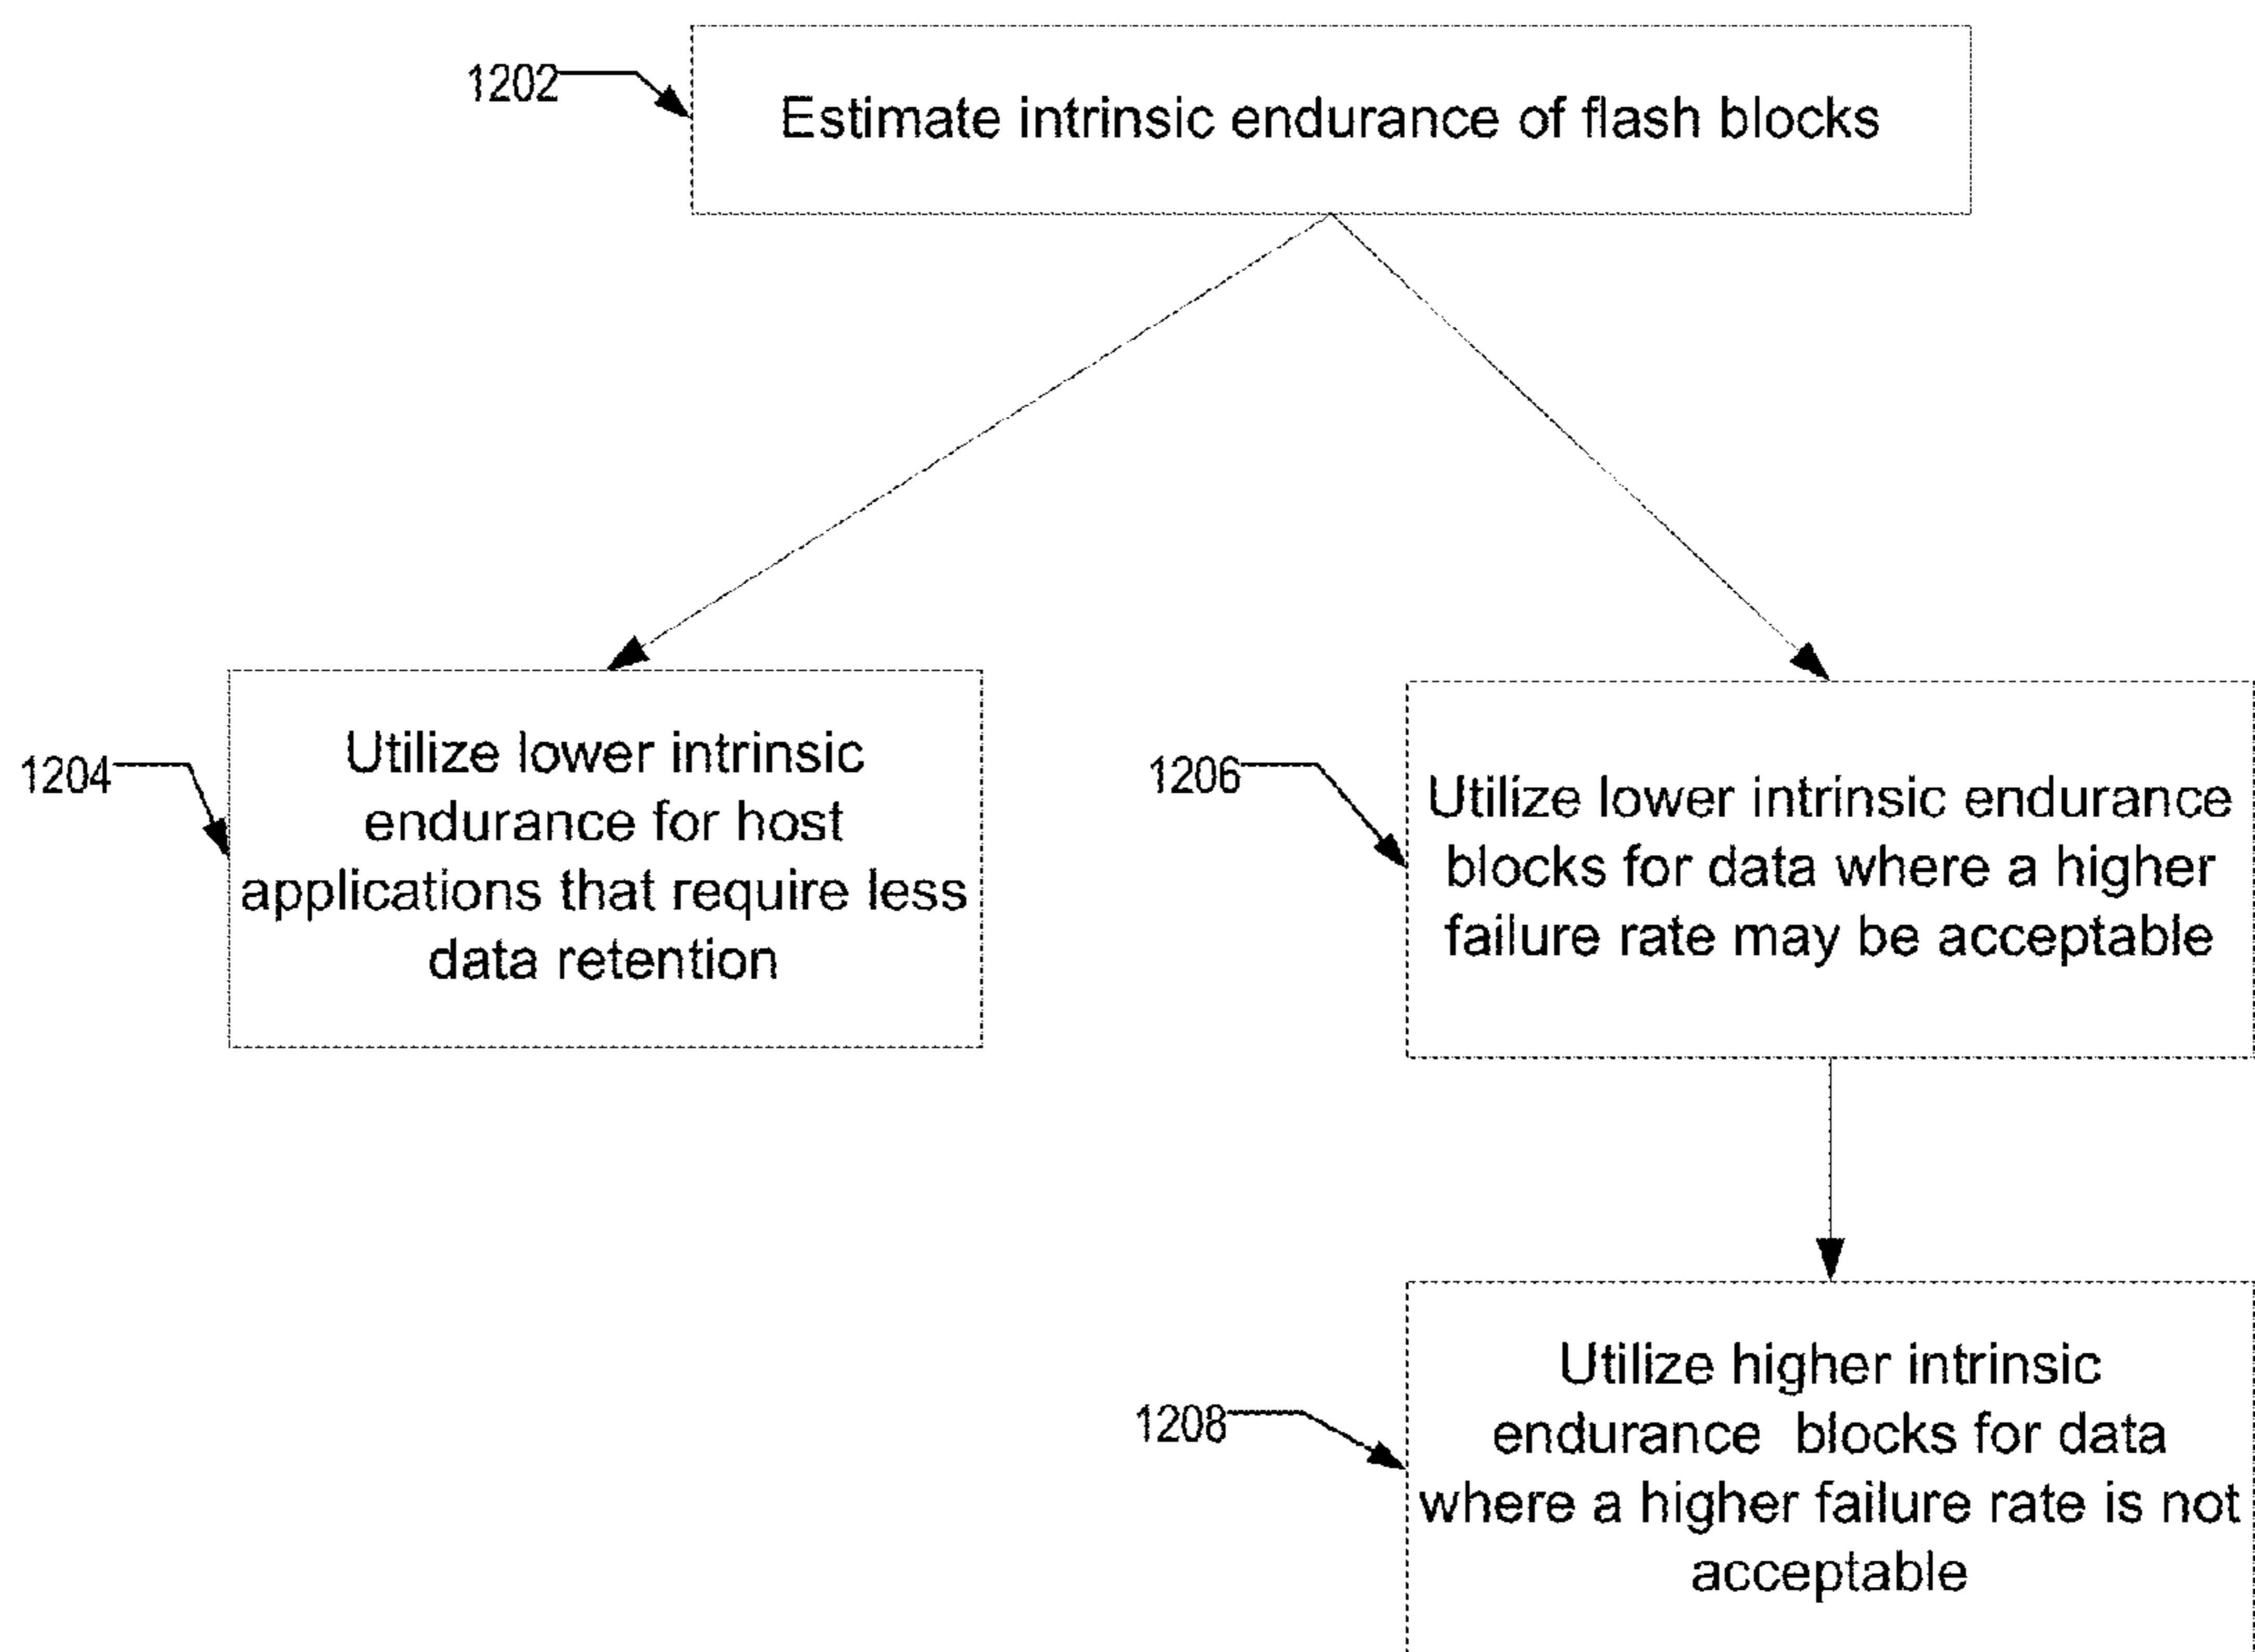 1202
Estimate intrinsic endurance of flash blocks
1204
Utilize lower intrinsic
endurance for host
applications that require less
data retention
1206
Utilize lower intrinsic endurance
blocks for data where a higher
failure rate may be acceptable
1208
Utilize higher intrinsic
endurance blocks for data
where a higher failure rate is not
acceptable